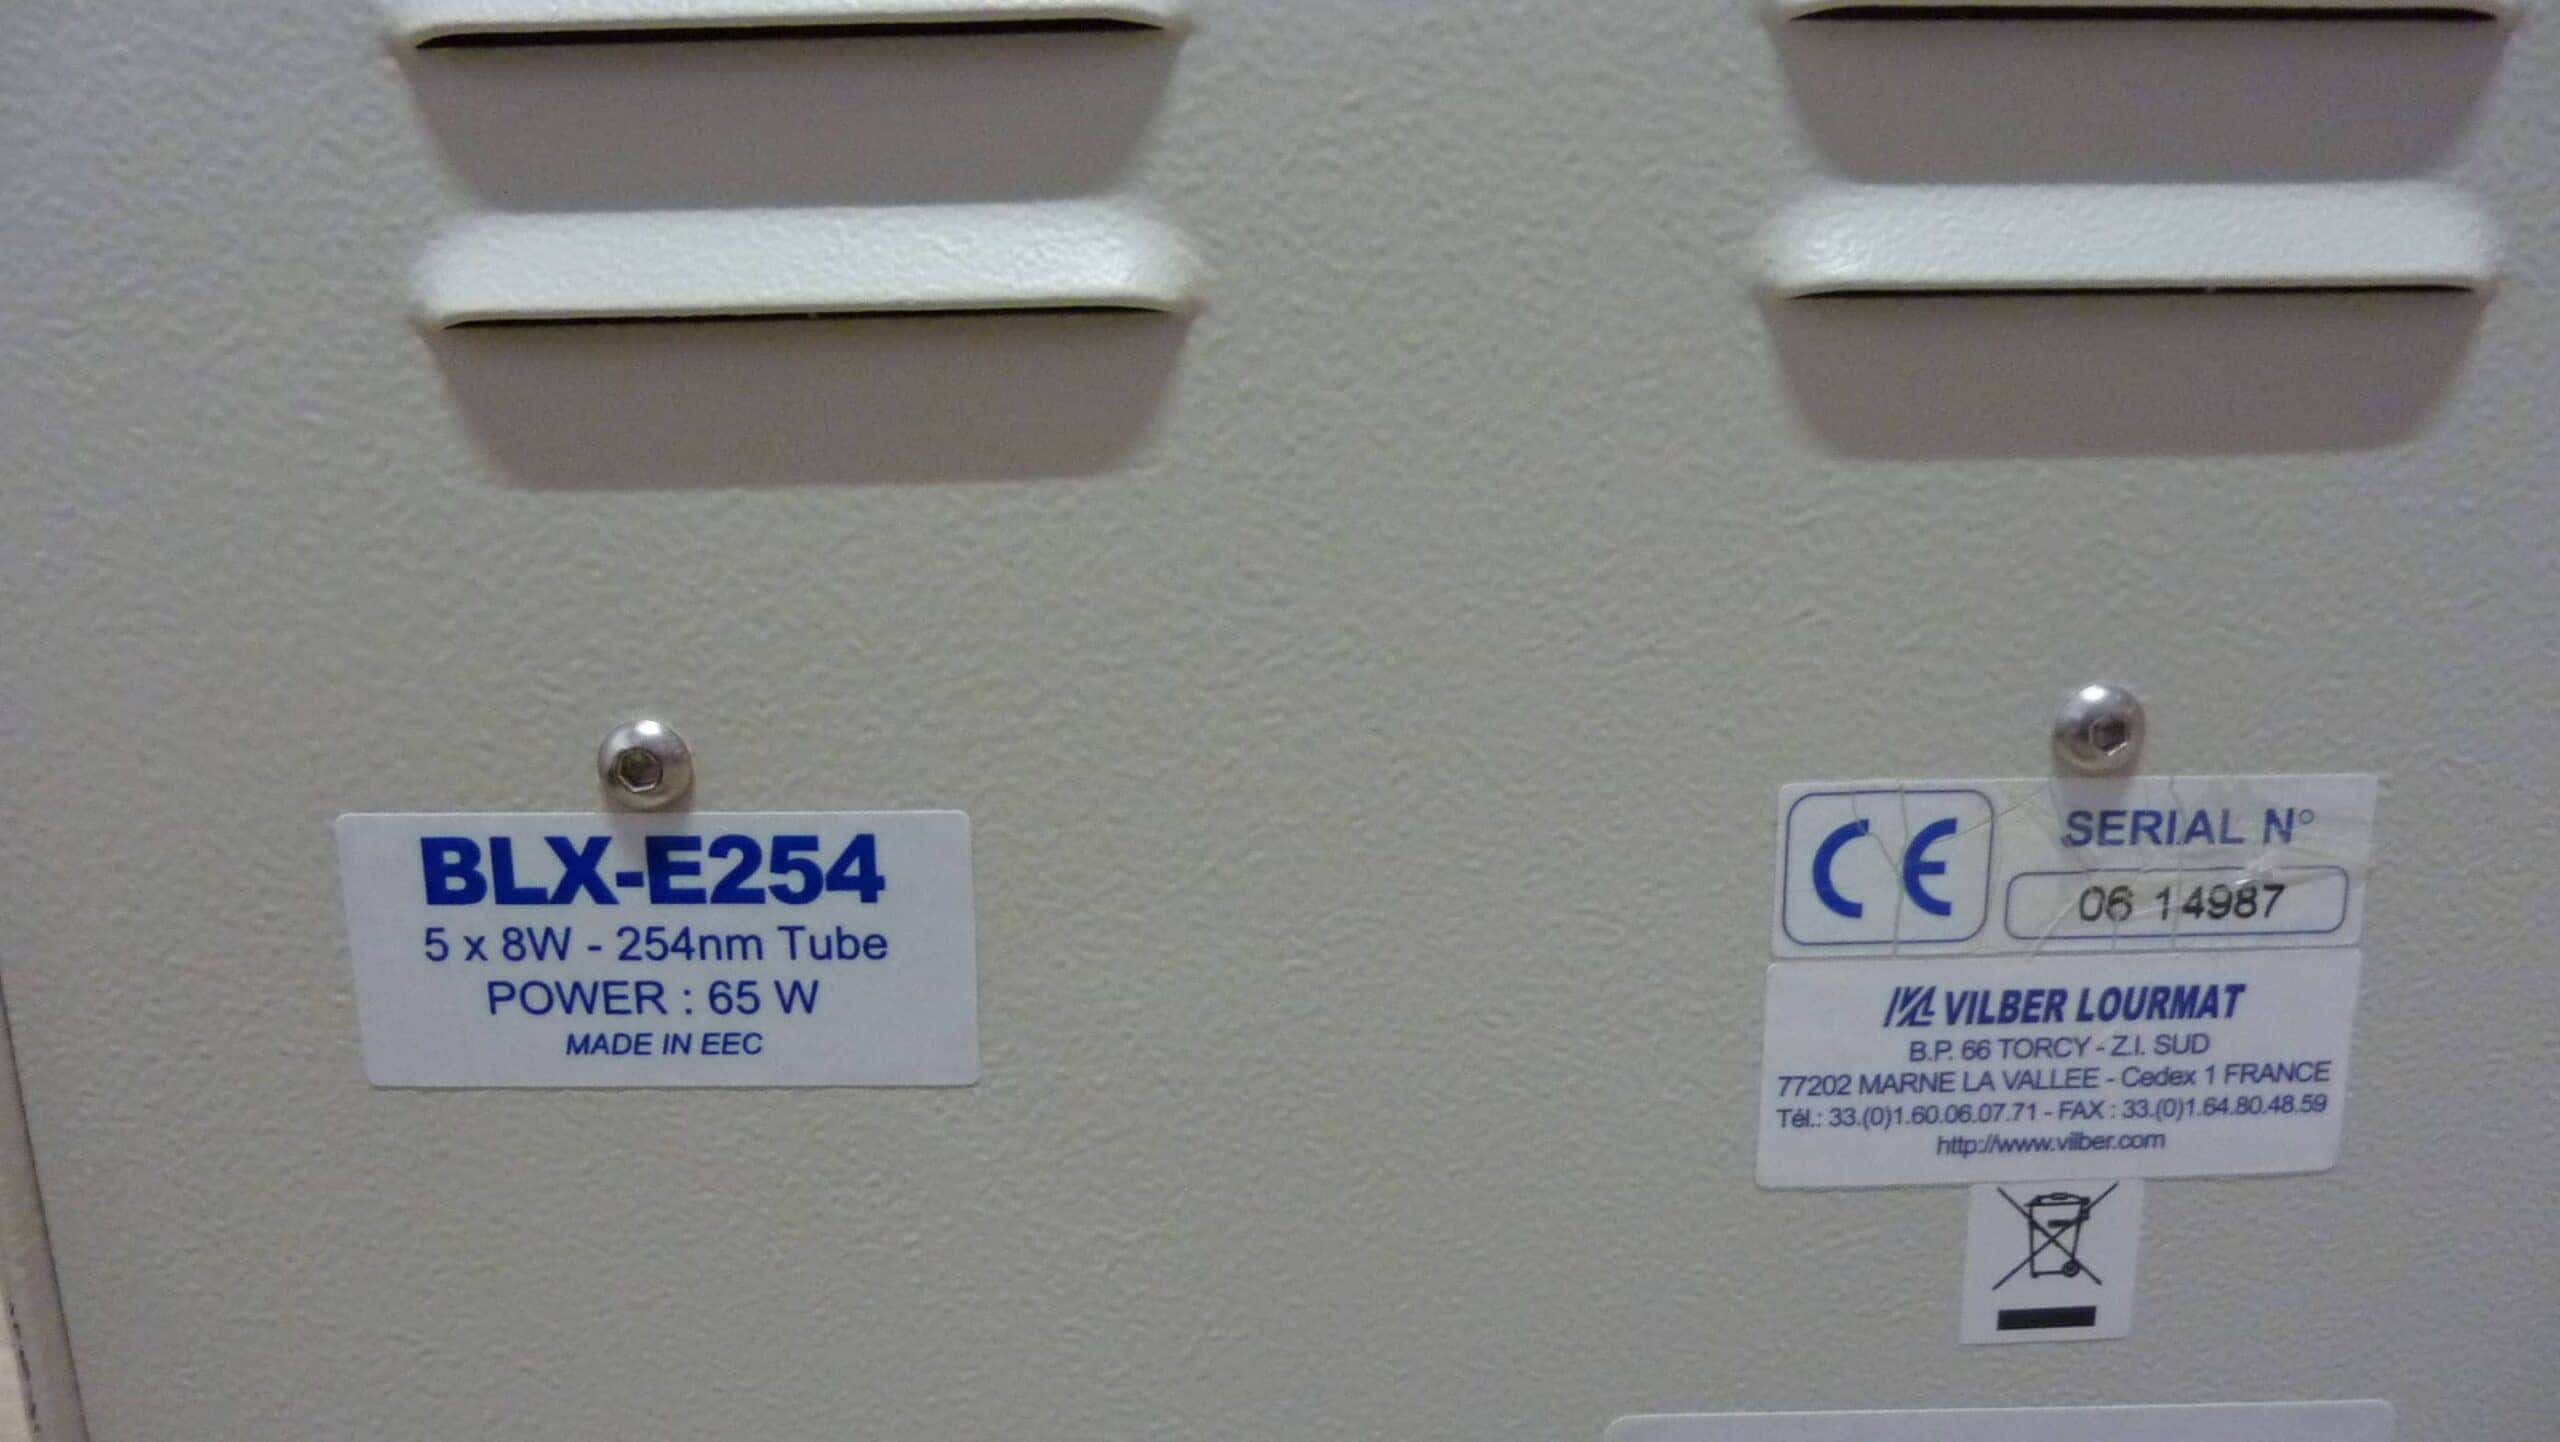 BLX-E254
5 x 8W - 254nm Tube
POWER : 65 W
MADE IN EEC
CE
SERIAL N°
06 14987
VL VILBER LOURMAT
B.P. 66 TORCY - Z.I. SUD
77202 MARNE LA VALLEE - Cedex 1 FRANCE
Tél.: 33.(0)1.60.06.07.71 - FAX : 33.(0)1.64.80.48.59
http://www.vilber.com